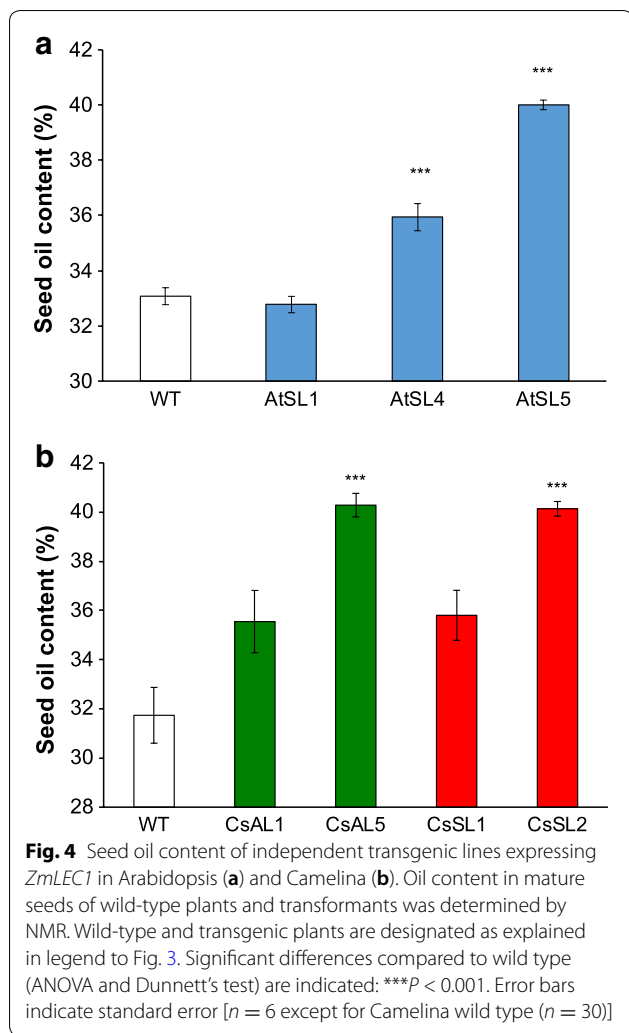 a
Seed oil content (%)
42
40
38
36
34
32
30
***
***
WT AtSL1 AtSL4 AtSL5
b
Seed oil content (%)
42
40
38
36
34
32
30
28
***
***
WT CsAL1 CsAL5 CsSL1 CsSL2
Fig. 4 Seed oil content of independent transgenic lines expressing
ZmLEC1 in Arabidopsis (a) and Camelina (b). Oil content in mature
seeds of wild-type plants and transformants was determined by
NMR. Wild-type and transgenic plants are designated as explained
in legend to Fig. 3. Significant differences compared to wild type
(ANOVA and Dunnett’s test) are indicated: ***P < 0.001. Error bars
indicate standard error [n = 6 except for Camelina wild type (n = 30)]